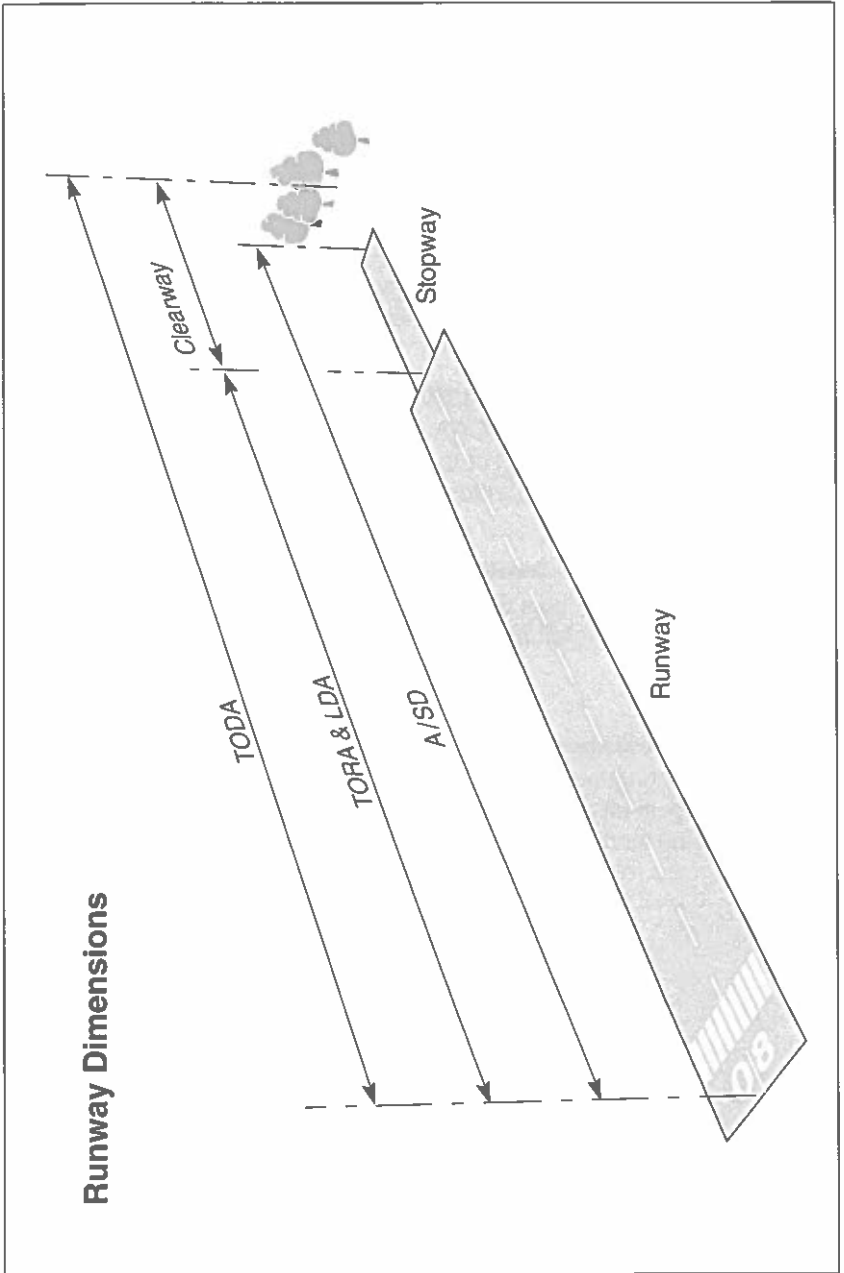 Runway Dimensions
TODA
Clearway
TORA & LDA
A/SD
Stopway
Runway
08